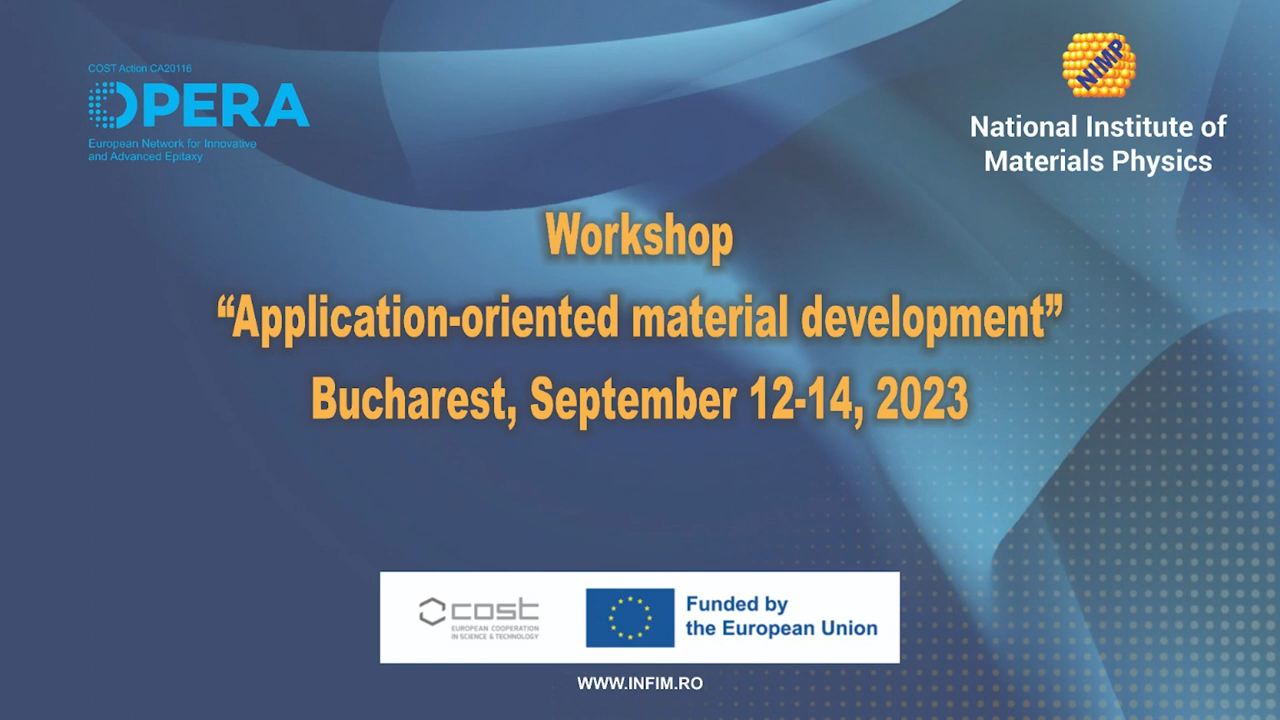 COST Action CA20116
OPERA
European Network for Innovative
and Advanced Epitaxy
NIMP
National Institute of
Materials Physics
Workshop
“Application-oriented material development”
Bucharest, September 12-14, 2023
cost
EUROPEAN COOPERATION
IN SCIENCE & TECHNOLOGY
Funded by
the European Union
WWW.INFIM.RO